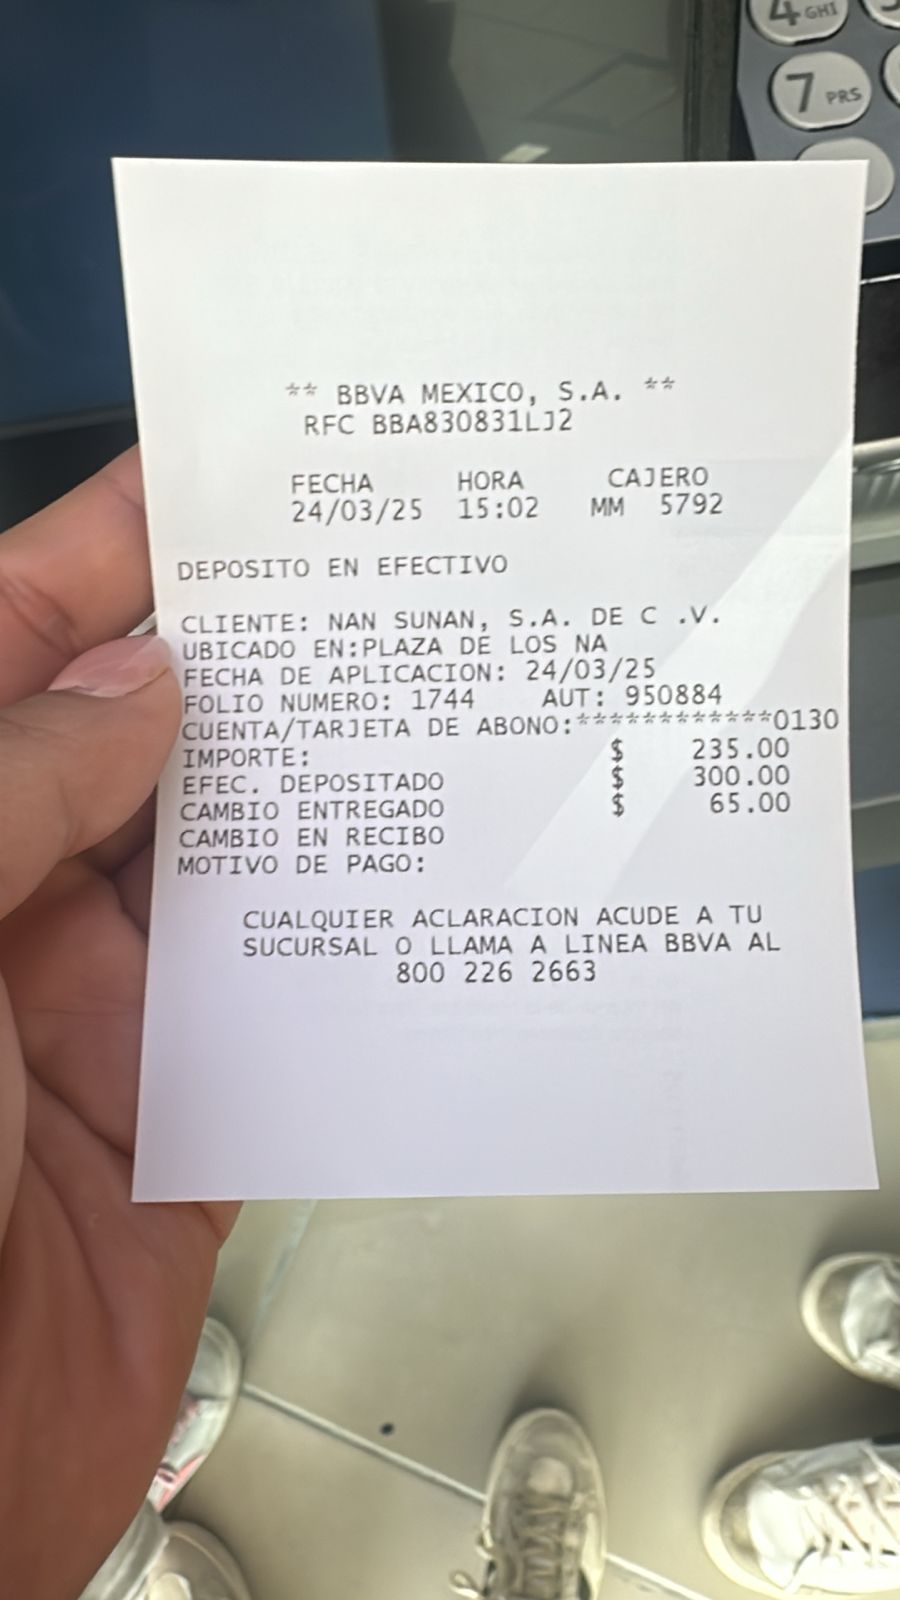 4 GHI
7 PRS
** BBVA MEXICO, S.A. **
RFC BBA830831LJ2
FECHA HORA CAJERO
24/03/25 15:02 MM 5792
DEPOSITO EN EFECTIVO
CLIENTE: NAN SUNAN, S.A. DE C .V.
UBICADO EN:PLAZA DE LOS NA
FECHA DE APLICACION: 24/03/25
FOLIO NUMERO: 1744 AUT: 950884
CUENTA/TARJETA DE ABONO:************0130
IMPORTE: $ 235.00
EFEC. DEPOSITADO $ 300.00
CAMBIO ENTREGADO $ 65.00
CAMBIO EN RECIBO
MOTIVO DE PAGO:
CUALQUIER ACLARACION ACUDE A TU
SUCURSAL O LLAMA A LINEA BBVA AL
800 226 2663